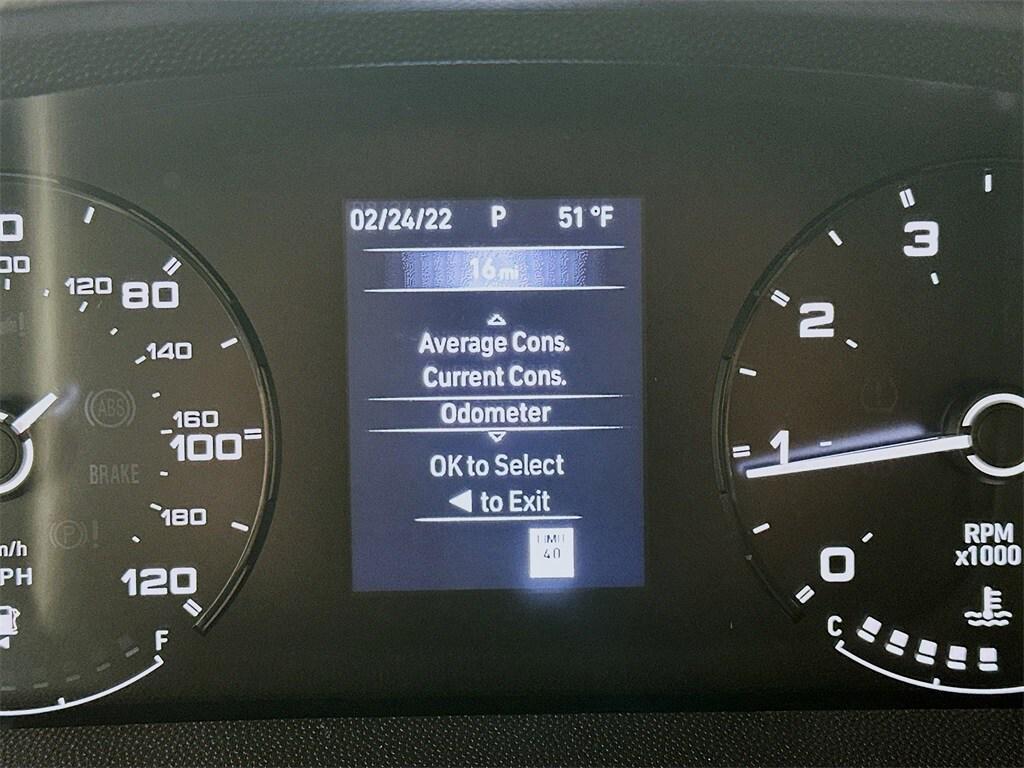 02/24/22 P 51 °F
16 mi
Average Cons.
Current Cons.
Odometer
OK to Select
◀ to Exit
LIMIT
40
120
80
140
160
100
180
120
ABS
BRAKE
P
F
3
2
1
0
RPM
x1000
C